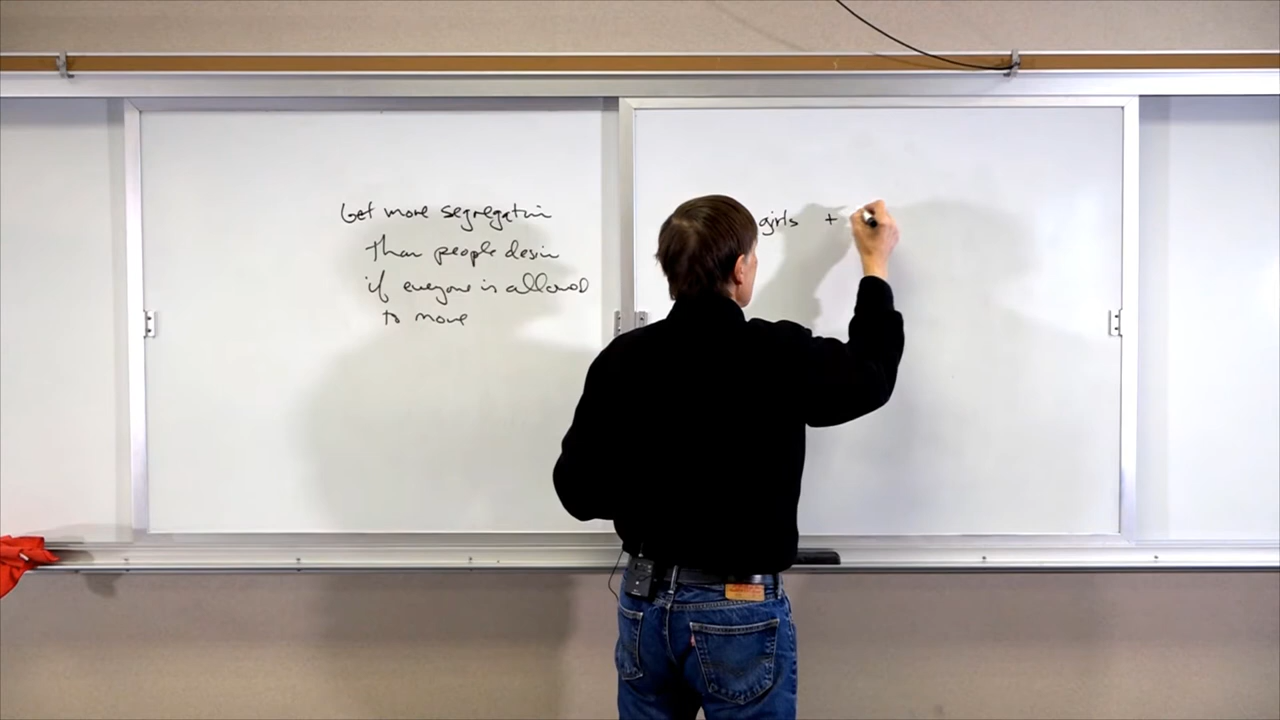 Get more segregation
than people desire
if everyone is allowed
to move
girls +